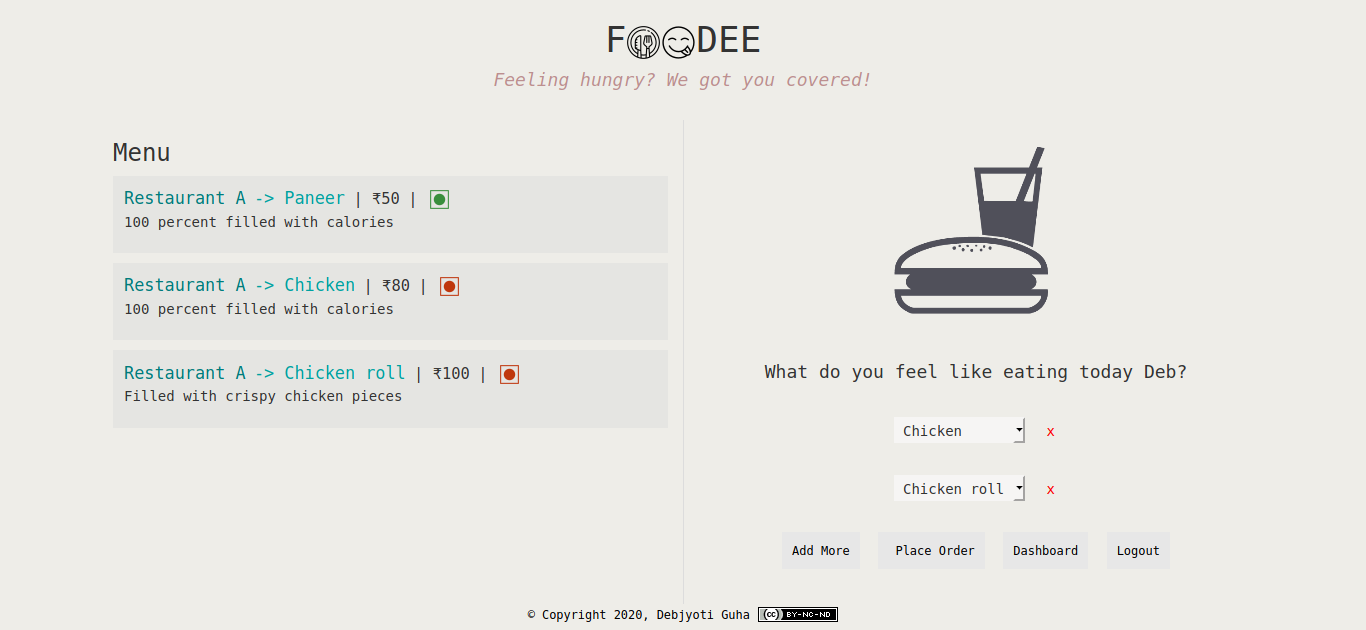 FOODEE
Feeling hungry? We got you covered!
Menu
Restaurant A -> Paneer | ₹50 |
100 percent filled with calories
Restaurant A -> Chicken | ₹80 |
100 percent filled with calories
Restaurant A -> Chicken roll | ₹100 |
Filled with crispy chicken pieces
What do you feel like eating today Deb?
Chicken x
Chicken roll x
Add More Place Order Dashboard Logout
© Copyright 2020, Debjyoti Guha cc BY-NC-ND